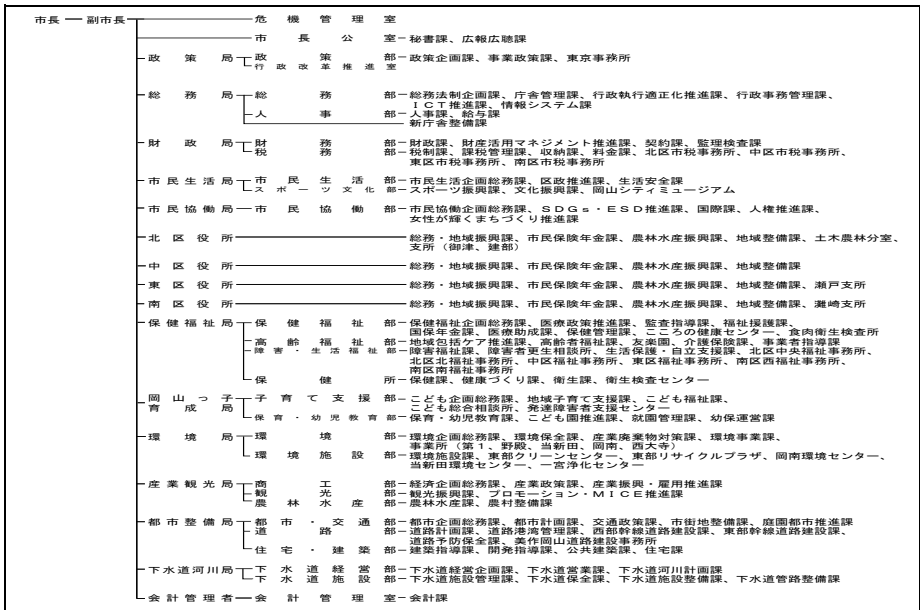 市長 副市長 危機管理室
市長公室 秘書課、広報広聴課
政策局 政策部 政策企画課、事業政策課、東京事務所
行政改革推進室
総務局 総務部 総務法制企画課、庁舎管理課、行政執行適正化推進課、行政事務管理課、
ICT推進課、情報システム課
人事部 人事課、給与課
新庁舎整備課
財政局 財務部 財政課、財産活用マネジメント推進課、契約課、監理検査課
税務部 税制課、課税管理課、収納課、料金課、北区市税事務所、中区市税事務所、
東区市税事務所、南区市税事務所
市民生活局 市民生活部 市民生活企画総務課、区政推進課、生活安全課
スポーツ文化部 スポーツ振興課、文化振興課、岡山シティミュージアム
市民協働局 市民協働部 市民協働企画総務課、SDGs・ESD推進課、国際課、人権推進課、
女性が輝くまちづくり推進課
北区役所 総務・地域振興課、市民保険年金課、農林水産振興課、地域整備課、土木農林分室、
支所（御津、建部）
中区役所 総務・地域振興課、市民保険年金課、農林水産振興課、地域整備課
東区役所 総務・地域振興課、市民保険年金課、農林水産振興課、地域整備課、瀬戸支所
南区役所 総務・地域振興課、市民保険年金課、農林水産振興課、地域整備課、灘崎支所
保健福祉局 保健福祉部 保健福祉企画総務課、医療政策推進課、監査指導課、福祉援護課、
国保年金課、医療助成課、保健管理課、こころの健康センター、食肉衛生検査所
高齢福祉部 地域包括ケア推進課、高齢者福祉課、友楽園、介護保険課、事業者指導課
障害・生活福祉部 障害福祉課、障害者更生相談所、生活保護・自立支援課、北区中央福祉事務所、
北区北福祉事務所、中区福祉事務所、東区福祉事務所、南区西福祉事務所、
南区南福祉事務所
保健所 保健課、健康づくり課、衛生課、衛生検査センター
岡山っ子 子育て支援部 こども企画総務課、地域子育て支援課、こども福祉課、
育成局 こども総合相談所、発達障害者支援センター
保育・幼児教育部 保育・幼児教育課、こども園推進課、就園管理課、幼保運営課
環境局 環境部 環境企画総務課、環境保全課、産業廃棄物対策課、環境事業課、
事業所（第１、野殿、当新田、岡南、西大寺）
環境施設部 環境施設課、東部クリーンセンター、東部リサイクルプラザ、岡南環境センター、
当新田環境センター、一宮浄化センター
産業観光局 商工部 経済企画総務課、産業政策課、産業振興・雇用推進課
観光部 観光振興課、プロモーション・MICE推進課
農林水産部 農林水産課、農村整備課
都市整備局 都市・交通部 都市企画総務課、都市計画課、交通政策課、市街地整備課、庭園都市推進課
道路部 道路計画課、道路港湾管理課、西部幹線道路建設課、東部幹線道路建設課、
道路予防保全課、美作岡山道路建設事務所
住宅・建築部 建築指導課、開発指導課、公共建築課、住宅課
下水道河川局 下水道経営部 下水道経営企画課、下水道営業課、下水道河川計画課
下水道施設部 下水道施設管理課、下水道保全課、下水道施設整備課、下水道管路整備課
会計管理者 会計管理室 会計課